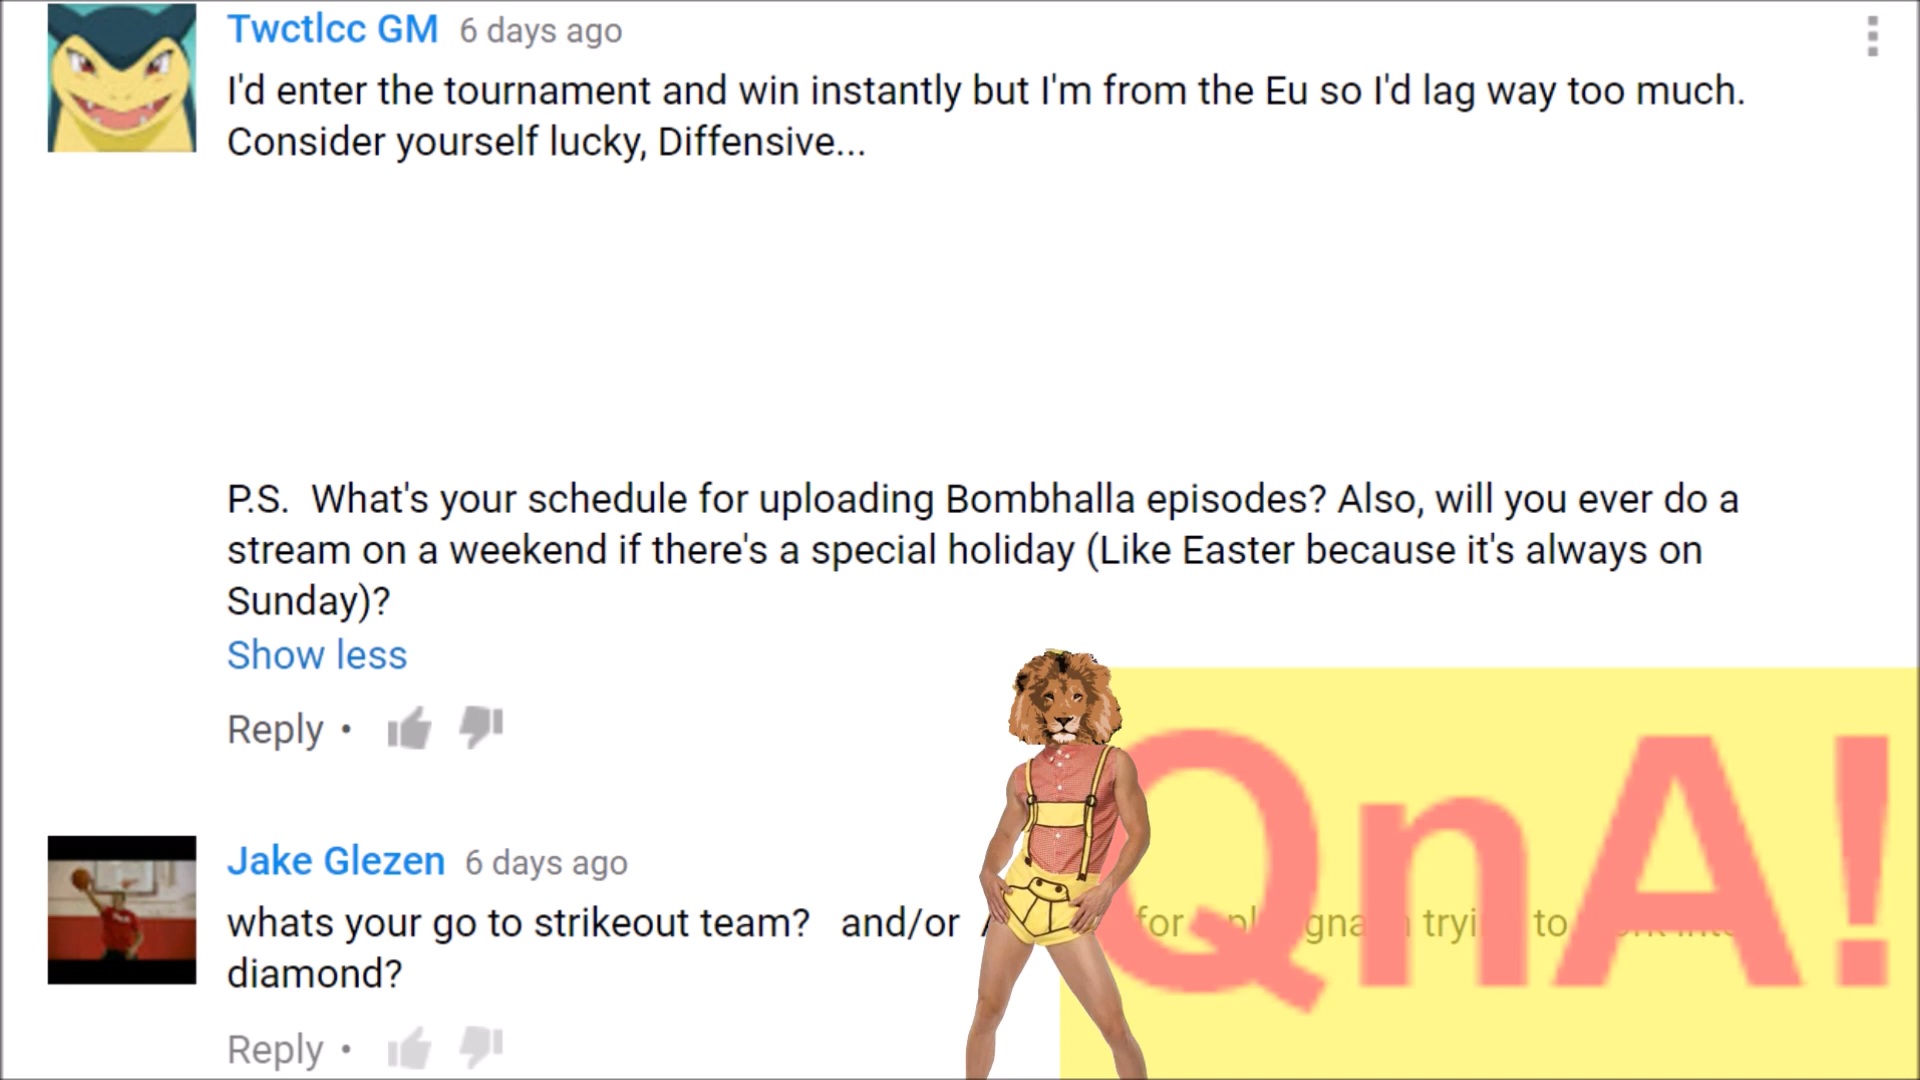 Twctlcc GM 6 days ago
I'd enter the tournament and win instantly but I'm from the Eu so I'd lag way too much.
Consider yourself lucky, Diffensive...
P.S. What's your schedule for uploading Bombhalla episodes? Also, will you ever do a
stream on a weekend if there's a special holiday (Like Easter because it's always on
Sunday)?
Show less
Reply •
QnA!
Jake Glezen 6 days ago
whats your go to strikeout team? and/or for trying to
diamond?
Reply •